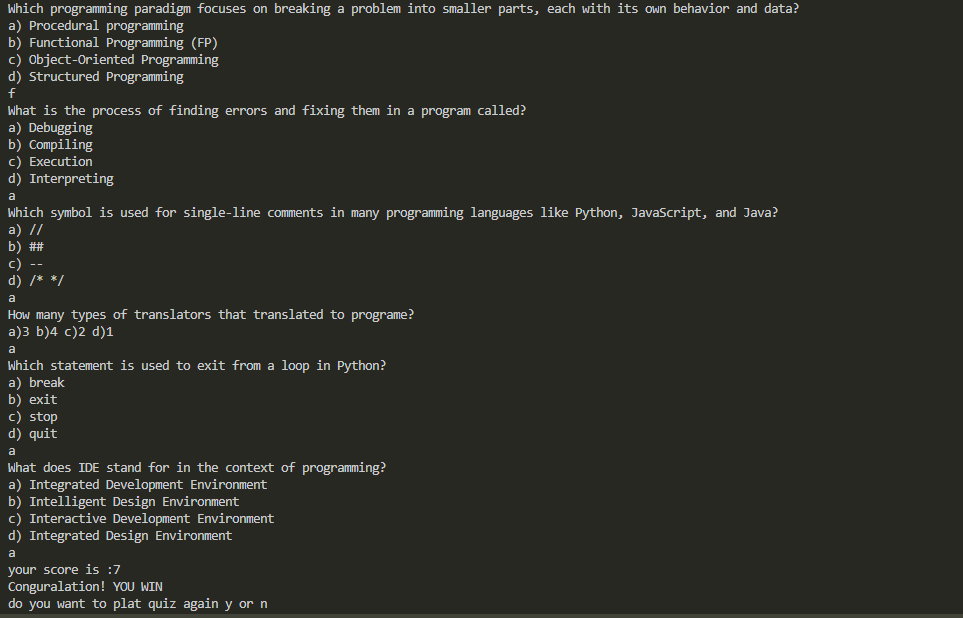 Which programming paradigm focuses on breaking a problem into smaller parts, each with its own behavior and data?
a) Procedural programming
b) Functional Programming (FP)
c) Object-Oriented Programming
d) Structured Programming
f
What is the process of finding errors and fixing them in a program called?
a) Debugging
b) Compiling
c) Execution
d) Interpreting
a
Which symbol is used for single-line comments in many programming languages like Python, JavaScript, and Java?
a) //
b) ##
c) --
d) /* */
a
How many types of translators that translated to programe?
a)3 b)4 c)2 d)1
a
Which statement is used to exit from a loop in Python?
a) break
b) exit
c) stop
d) quit
a
What does IDE stand for in the context of programming?
a) Integrated Development Environment
b) Intelligent Design Environment
c) Interactive Development Environment
d) Integrated Design Environment
a
your score is :7
Conguralation! YOU WIN
do you want to plat quiz again y or n